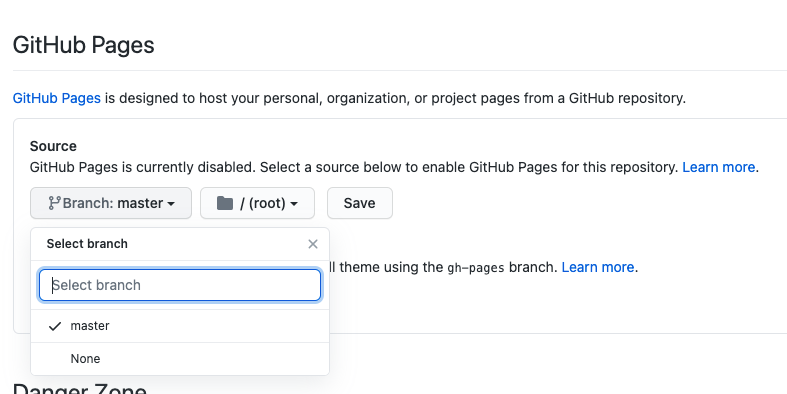 GitHub Pages
GitHub Pages is designed to host your personal, organization, or project pages from a GitHub repository.
Source
GitHub Pages is currently disabled. Select a source below to enable GitHub Pages for this repository. Learn more.
Branch: master / (root) Save
Select branch
theme using the gh-pages branch. Learn more.
Select branch
master
None
Danger Zone